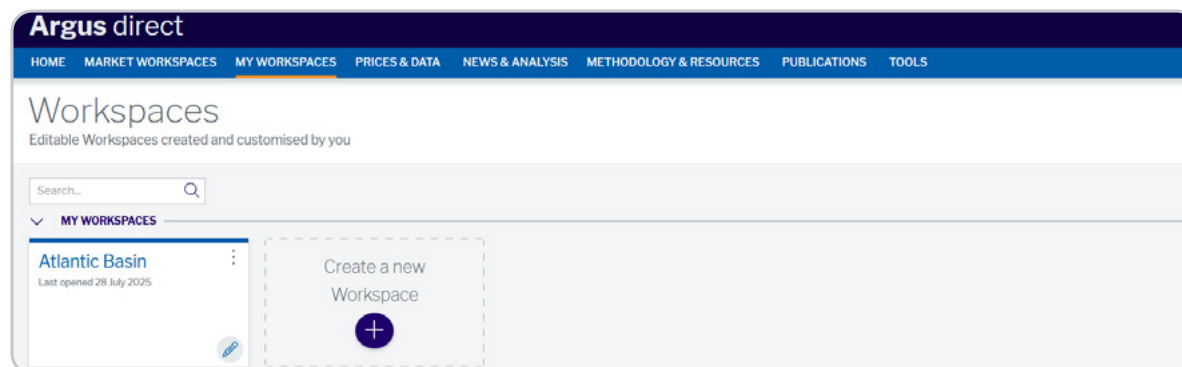 Argus direct
HOME MARKET WORKSPACES MY WORKSPACES PRICES & DATA NEWS & ANALYSIS METHODOLOGY & RESOURCES PUBLICATIONS TOOLS
Workspaces
Editable Workspaces created and customised by you
Search...
MY WORKSPACES
Atlantic Basin
Last opened 28 July 2025
Create a new
Workspace